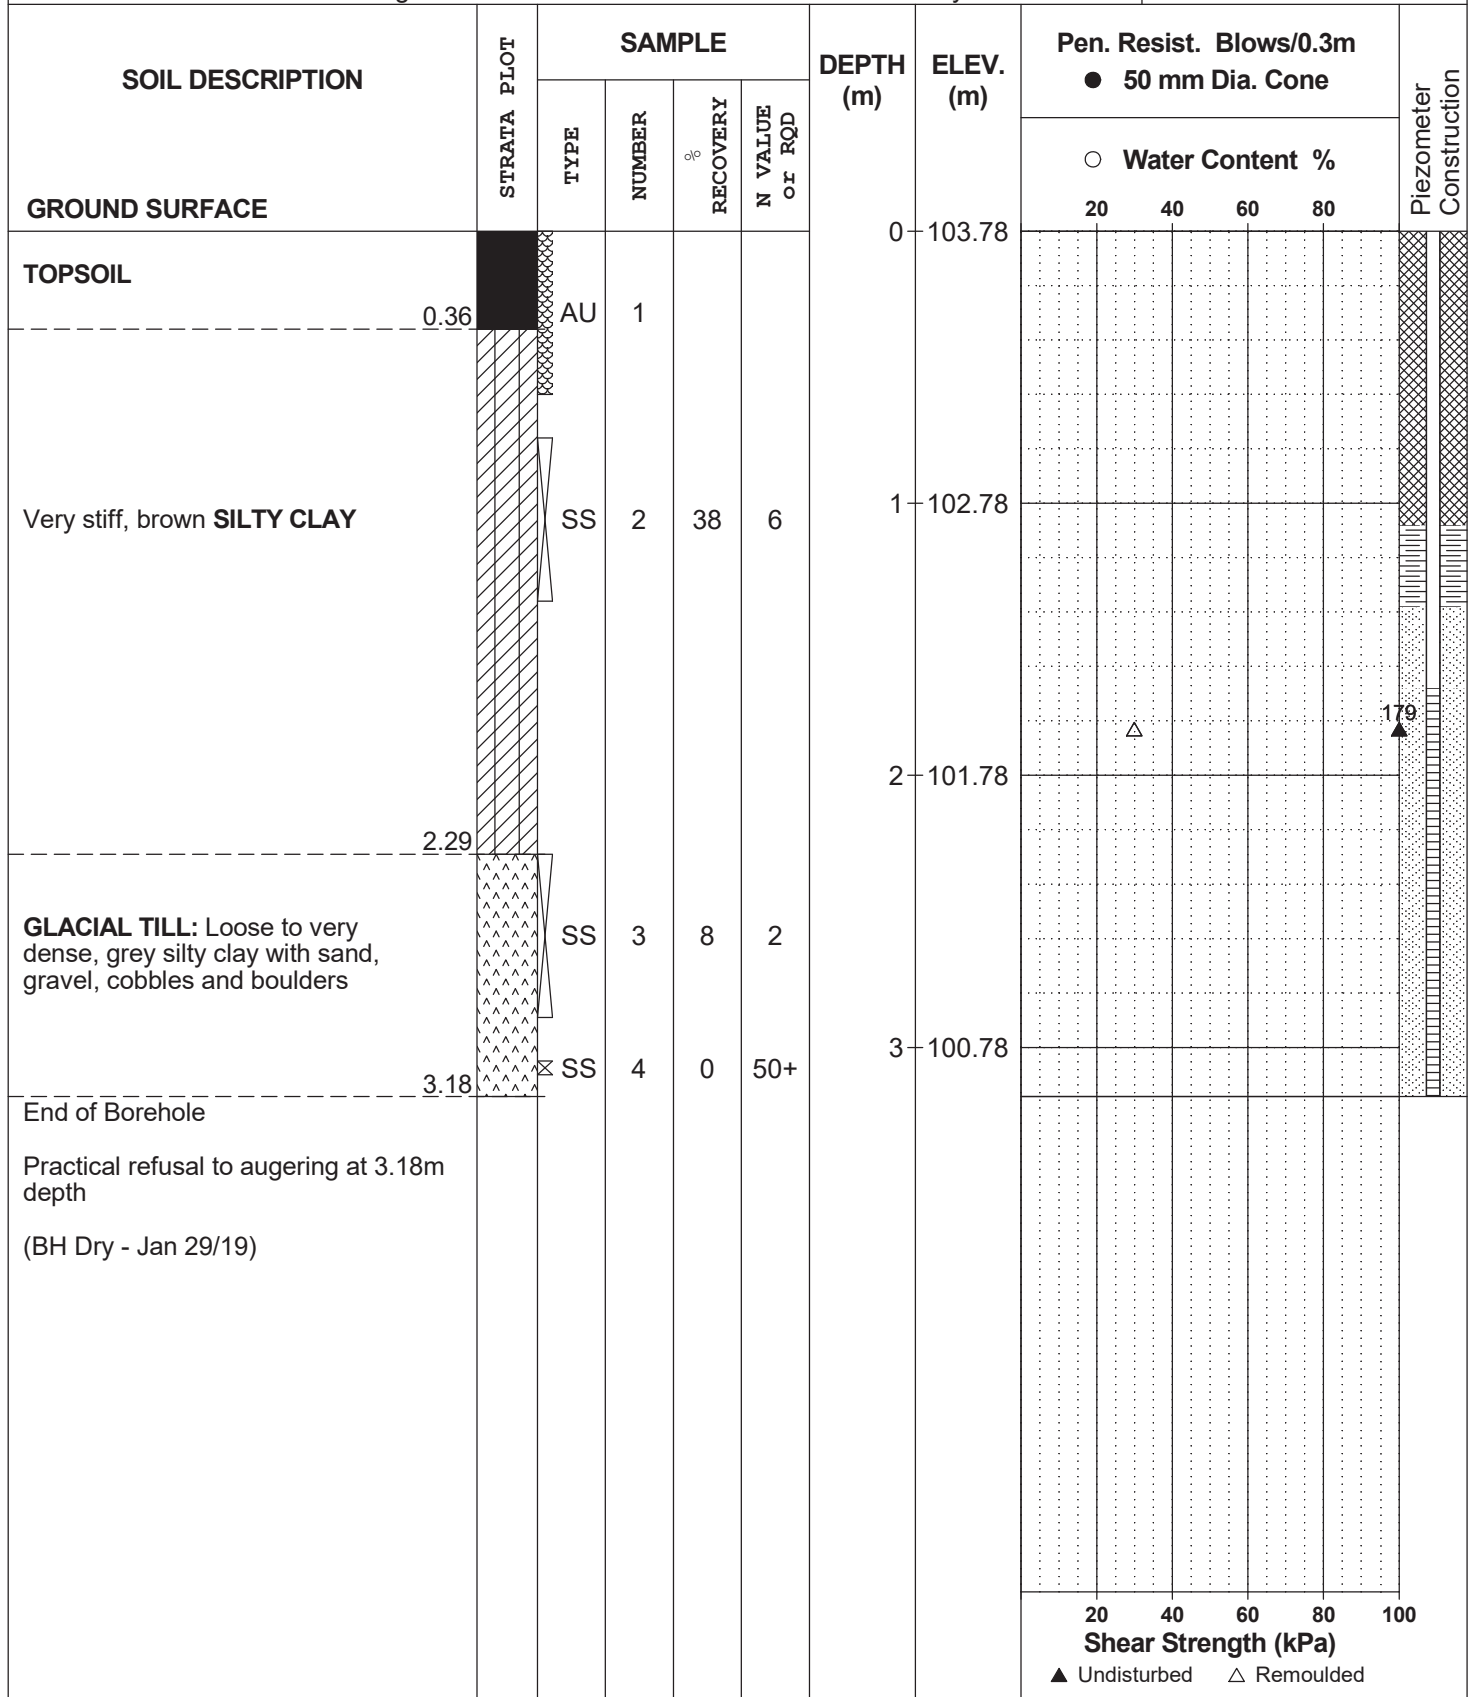 SOIL DESCRIPTION
GROUND SURFACE
STRATA PLOT
SAMPLE
TYPE
NUMBER
%
RECOVERY
N VALUE
or RQD
DEPTH
(m)
ELEV.
(m)
Pen. Resist. Blows/0.3m
● 50 mm Dia. Cone
○ Water Content %
20 40 60 80
Piezometer
Construction
0 103.78
TOPSOIL
0.36
AU 1
Very stiff, brown SILTY CLAY
SS 2 38 6
1 102.78
179
2 101.78
2.29
GLACIAL TILL: Loose to very
dense, grey silty clay with sand,
gravel, cobbles and boulders
SS 3 8 2
3 100.78
SS 4 0 50+
3.18
End of Borehole
Practical refusal to augering at 3.18m
depth
(BH Dry - Jan 29/19)
20 40 60 80 100
Shear Strength (kPa)
▲ Undisturbed △ Remoulded